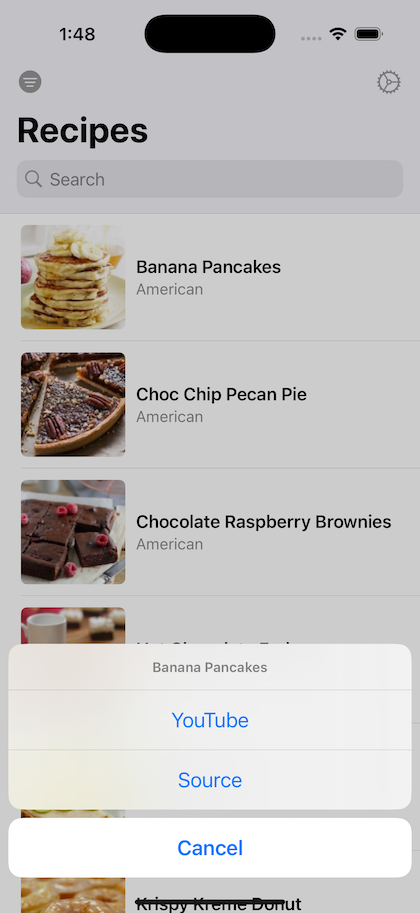 1:48
Recipes
Search
Banana Pancakes
American
Choc Chip Pecan Pie
American
Chocolate Raspberry Brownies
American
Banana Pancakes
YouTube
Source
Cancel
Krispy Kreme Donut